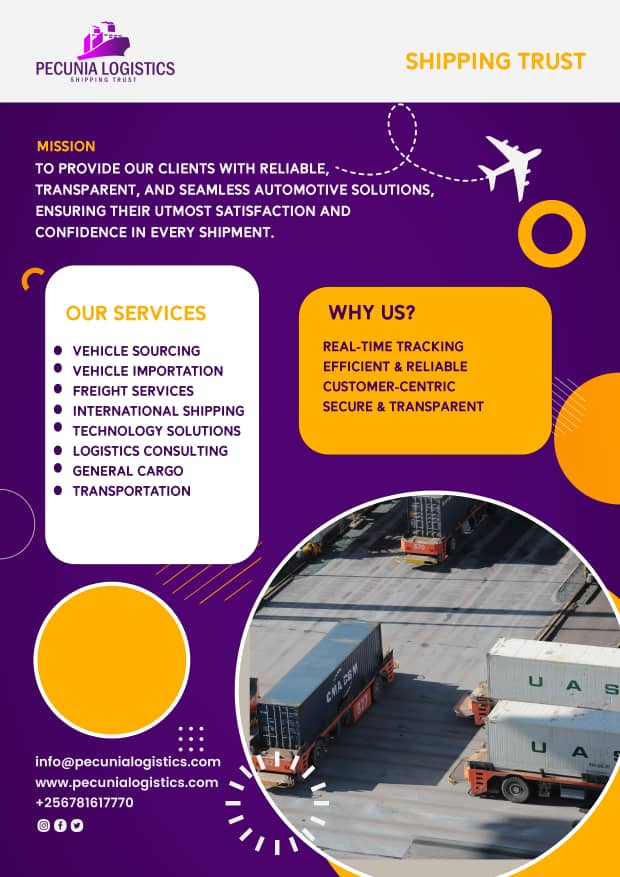 PECUNIA LOGISTICS
SHIPPING TRUST
SHIPPING TRUST
MISSION
TO PROVIDE OUR CLIENTS WITH RELIABLE,
TRANSPARENT, AND SEAMLESS AUTOMOTIVE SOLUTIONS,
ENSURING THEIR UTMOST SATISFACTION AND
CONFIDENCE IN EVERY SHIPMENT.
OUR SERVICES
VEHICLE SOURCING
VEHICLE IMPORTATION
FREIGHT SERVICES
INTERNATIONAL SHIPPING
TECHNOLOGY SOLUTIONS
LOGISTICS CONSULTING
GENERAL CARGO
TRANSPORTATION
WHY US?
REAL-TIME TRACKING
EFFICIENT & RELIABLE
CUSTOMER-CENTRIC
SECURE & TRANSPARENT
CMA CGM
UAS
UAS
info@pecunialogistics.com
www.pecunialogistics.com
+256781617770